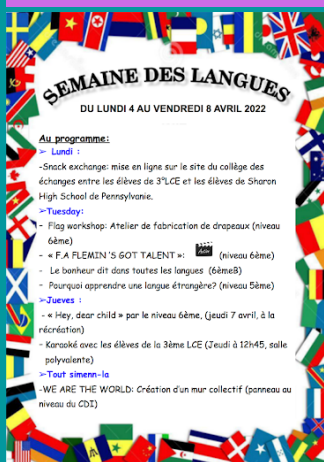 SEMAINE DES LANGUES
DU LUNDI 4 AU VENDREDI 8 AVRIL 2022
Au programme:
➢ Lundi :
-Snack exchange: mise en ligne sur le site du collège des
échanges entre les élèves de 3°LCE et les élèves de Sharon
High School de Pennsylvanie.
➢Tuesday:
- Flag workshop: Atelier de fabrication de drapeaux (niveau
6ème)
- « F.A FLEMIN 'S GOT TALENT »: (niveau 6ème)
- Le bonheur dit dans toutes les langues (6èmeB)
- Pourquoi apprendre une langue étrangère? (niveau 5ème)
➢Jueves :
- « Hey, dear child » par le niveau 6ème, (jeudi 7 avril, à la
récréation)
- Karaoké avec les élèves de la 3ème LCE (Jeudi à 12h45, salle
polyvalente)
➢Tout simenn-la
-WE ARE THE WORLD: Création d'un mur collectif (panneau au
niveau du CDI)